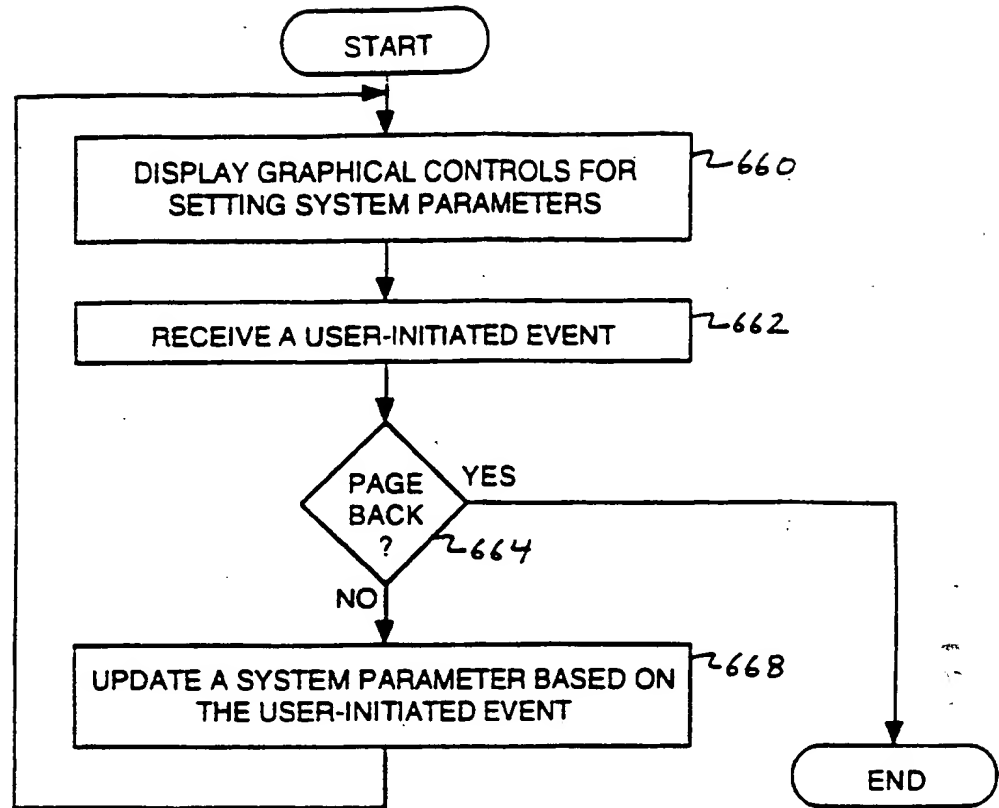 START
DISPLAY GRAPHICAL CONTROLS FOR
SETTING SYSTEM PARAMETERS
660
RECEIVE A USER-INITIATED EVENT
662
PAGE
BACK
?
YES
664
NO
UPDATE A SYSTEM PARAMETER BASED ON
THE USER-INITIATED EVENT
668
END